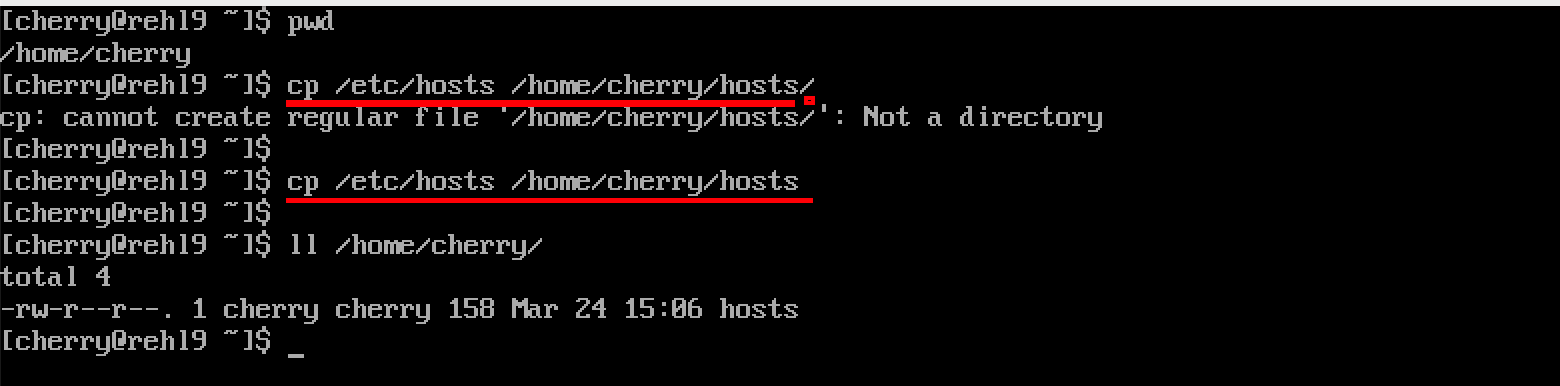 [cherry@rehl9 ~]$ pwd
/home/cherry
[cherry@rehl9 ~]$ cp /etc/hosts /home/cherry/hosts/
cp: cannot create regular file '/home/cherry/hosts/': Not a directory
[cherry@rehl9 ~]$
[cherry@rehl9 ~]$ cp /etc/hosts /home/cherry/hosts
[cherry@rehl9 ~]$
[cherry@rehl9 ~]$ ll /home/cherry/
total 4
-rw-r--r--. 1 cherry cherry 158 Mar 24 15:06 hosts
[cherry@rehl9 ~]$ _